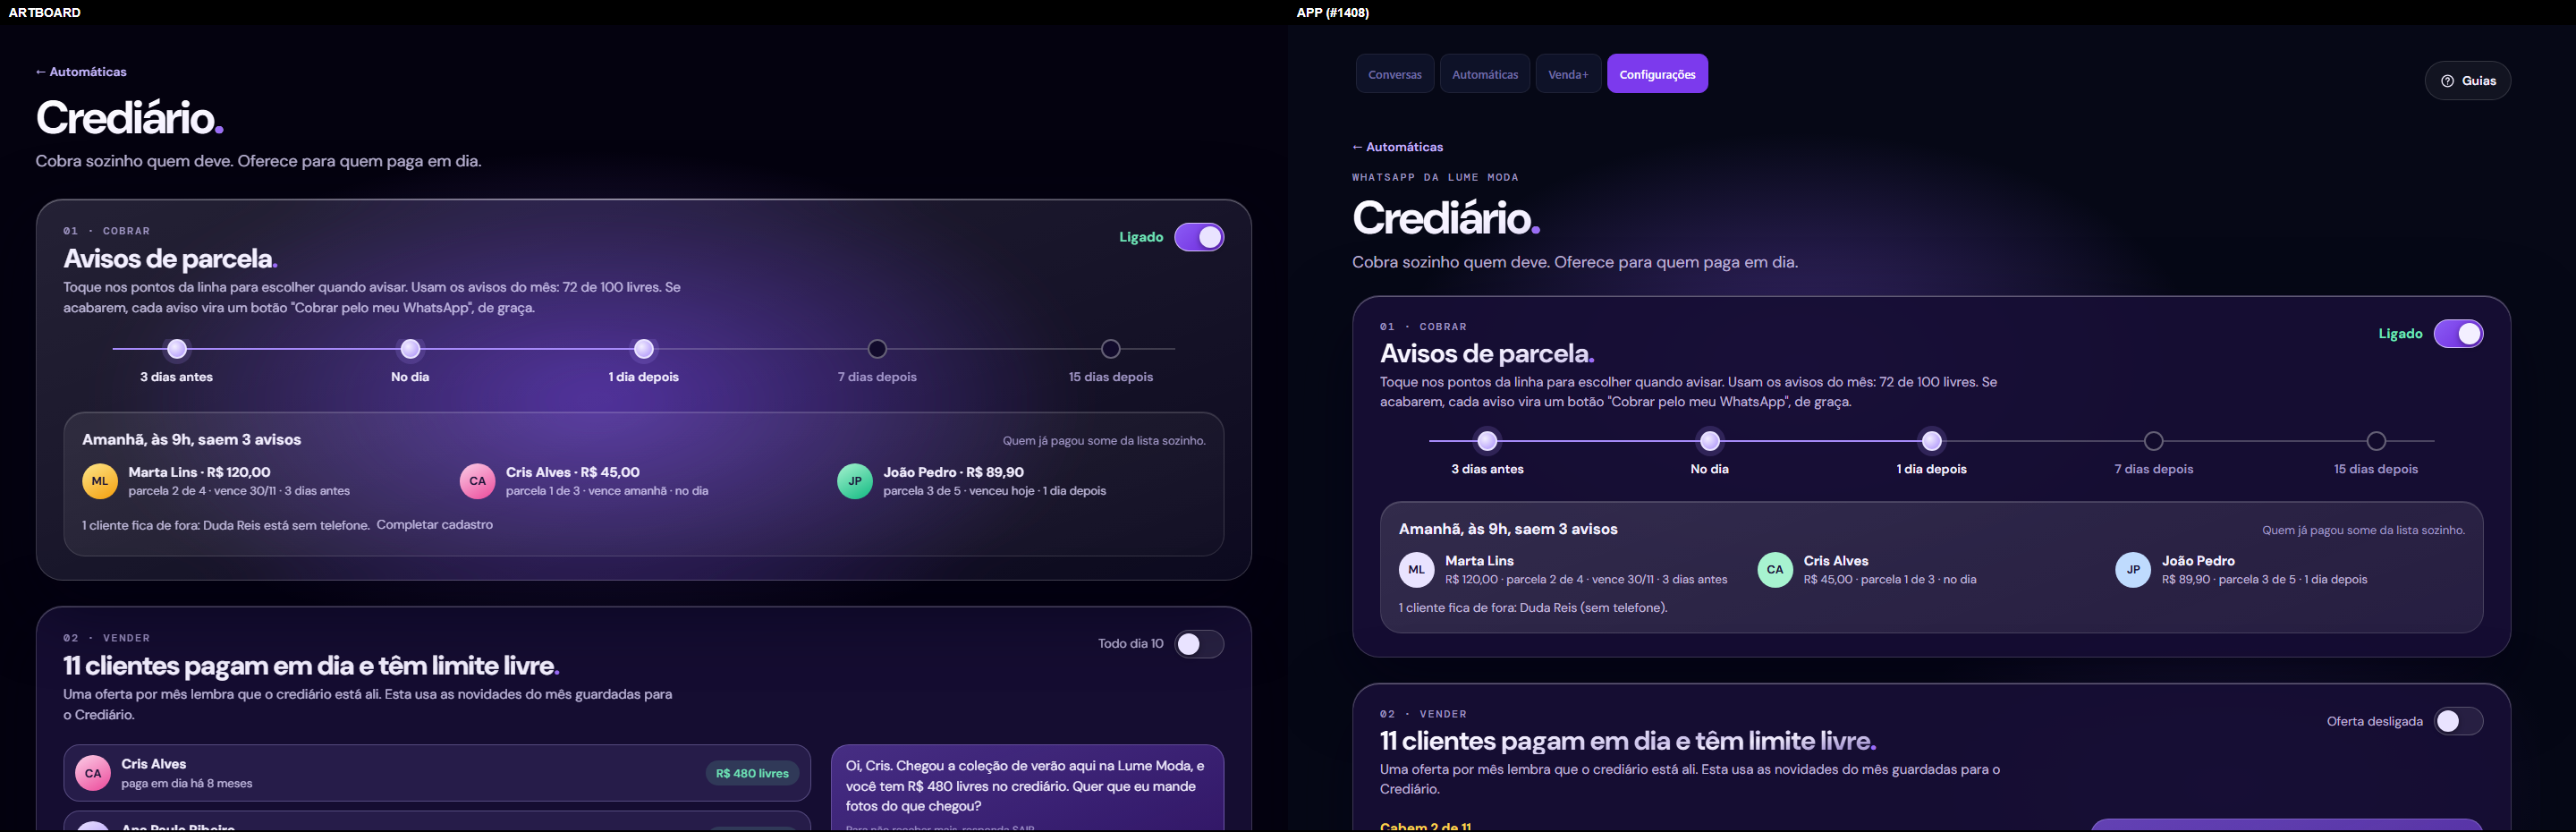 ARTBOARD
← Automáticas
Crediário.
Cobra sozinho quem deve. Oferece para quem paga em dia.
01 · COBRAR
Avisos de parcela.
Ligado
Toque nos pontos da linha para escolher quando avisar. Usam os avisos do mês: 72 de 100 livres. Se
acabarem, cada aviso vira um botão "Cobrar pelo meu WhatsApp", de graça.
3 dias antes
No dia
1 dia depois
7 dias depois
15 dias depois
Amanhã, às 9h, saem 3 avisos
Quem já pagou some da lista sozinho.
ML
Marta Lins · R$ 120,00
parcela 2 de 4 · vence 30/11 · 3 dias antes
CA
Cris Alves · R$ 45,00
parcela 1 de 3 · vence amanhã · no dia
JP
João Pedro · R$ 89,90
parcela 3 de 5 · venceu hoje · 1 dia depois
1 cliente fica de fora: Duda Reis está sem telefone. Completar cadastro
02 · VENDER
11 clientes pagam em dia e têm limite livre.
Todo dia 10
Uma oferta por mês lembra que o crediário está ali. Esta usa as novidades do mês guardadas para
o Crediário.
CA
Cris Alves
paga em dia há 8 meses
R$ 480 livres
Ana Paula Ribeiro
Oi, Cris. Chegou a coleção de verão aqui na Lume Moda, e
você tem R$ 480 livres no crediário. Quer que eu mande
fotos do que chegou?
Para não receber mais, responda SAIR
APP (#1408)
Conversas
Automáticas
Venda+
Configurações
Guias
← Automáticas
WHATSAPP DA LUME MODA
Crediário.
Cobra sozinho quem deve. Oferece para quem paga em dia.
01 · COBRAR
Avisos de parcela.
Ligado
Toque nos pontos da linha para escolher quando avisar. Usam os avisos do mês: 72 de 100 livres. Se
acabarem, cada aviso vira um botão "Cobrar pelo meu WhatsApp", de graça.
3 dias antes
No dia
1 dia depois
7 dias depois
15 dias depois
Amanhã, às 9h, saem 3 avisos
Quem já pagou some da lista sozinho.
ML
Marta Lins
R$ 120,00 · parcela 2 de 4 · vence 30/11 · 3 dias antes
CA
Cris Alves
R$ 45,00 · parcela 1 de 3 · no dia
JP
João Pedro
R$ 89,90 · parcela 3 de 5 · 1 dia depois
1 cliente fica de fora: Duda Reis (sem telefone).
02 · VENDER
11 clientes pagam em dia e têm limite livre.
Oferta desligada
Uma oferta por mês lembra que o crediário está ali. Esta usa as novidades do mês guardadas para o
Crediário.
Cabem 2 de 11